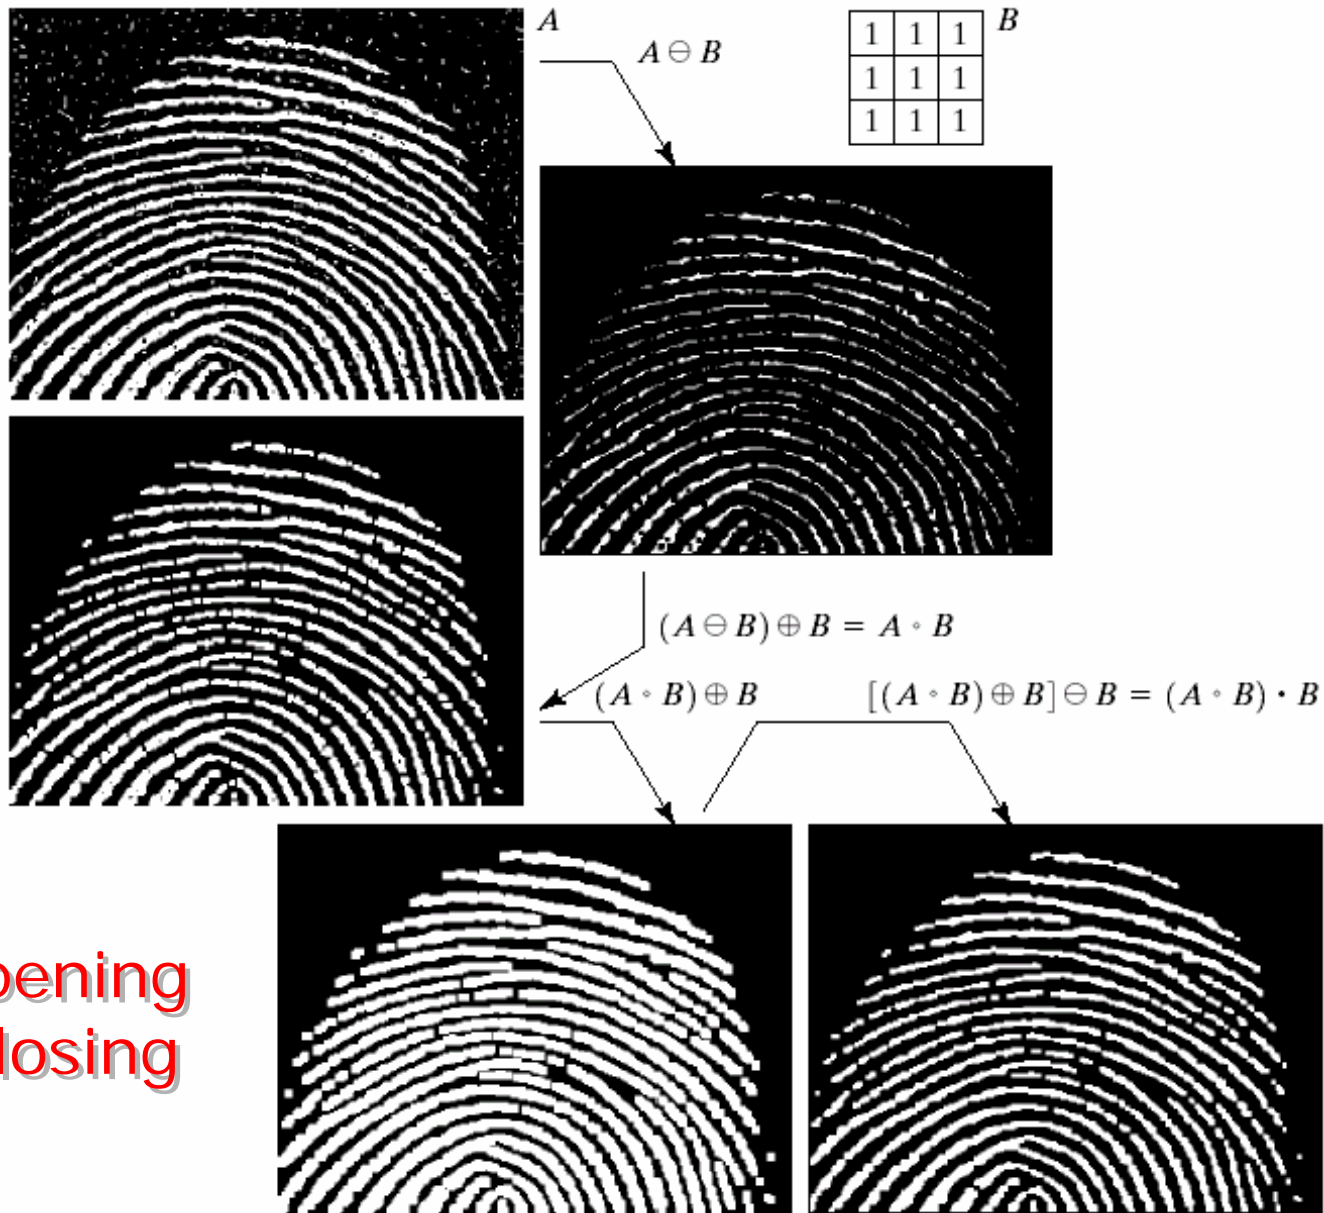 A
A ⊖ B
1 1 1
1 1 1
1 1 1
B
(A ⊖ B) ⊕ B = A ∘ B
(A ∘ B) ⊕ B
[(A ∘ B) ⊕ B] ⊖ B = (A ∘ B) • B
pening
losing